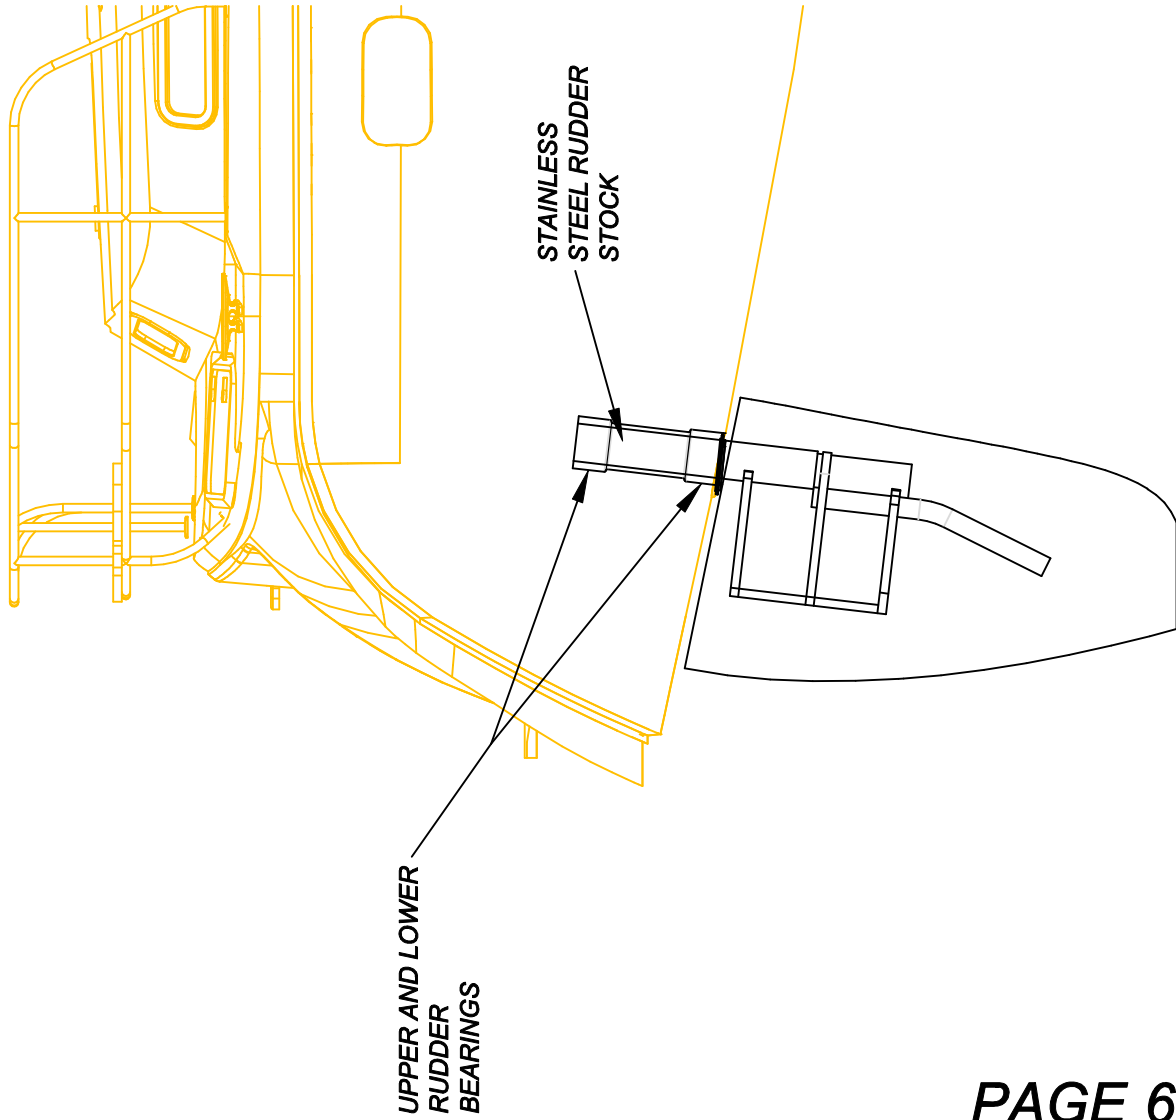 STAINLESS
STEEL RUDDER
STOCK
UPPER AND LOWER
RUDDER
BEARINGS
PAGE 6